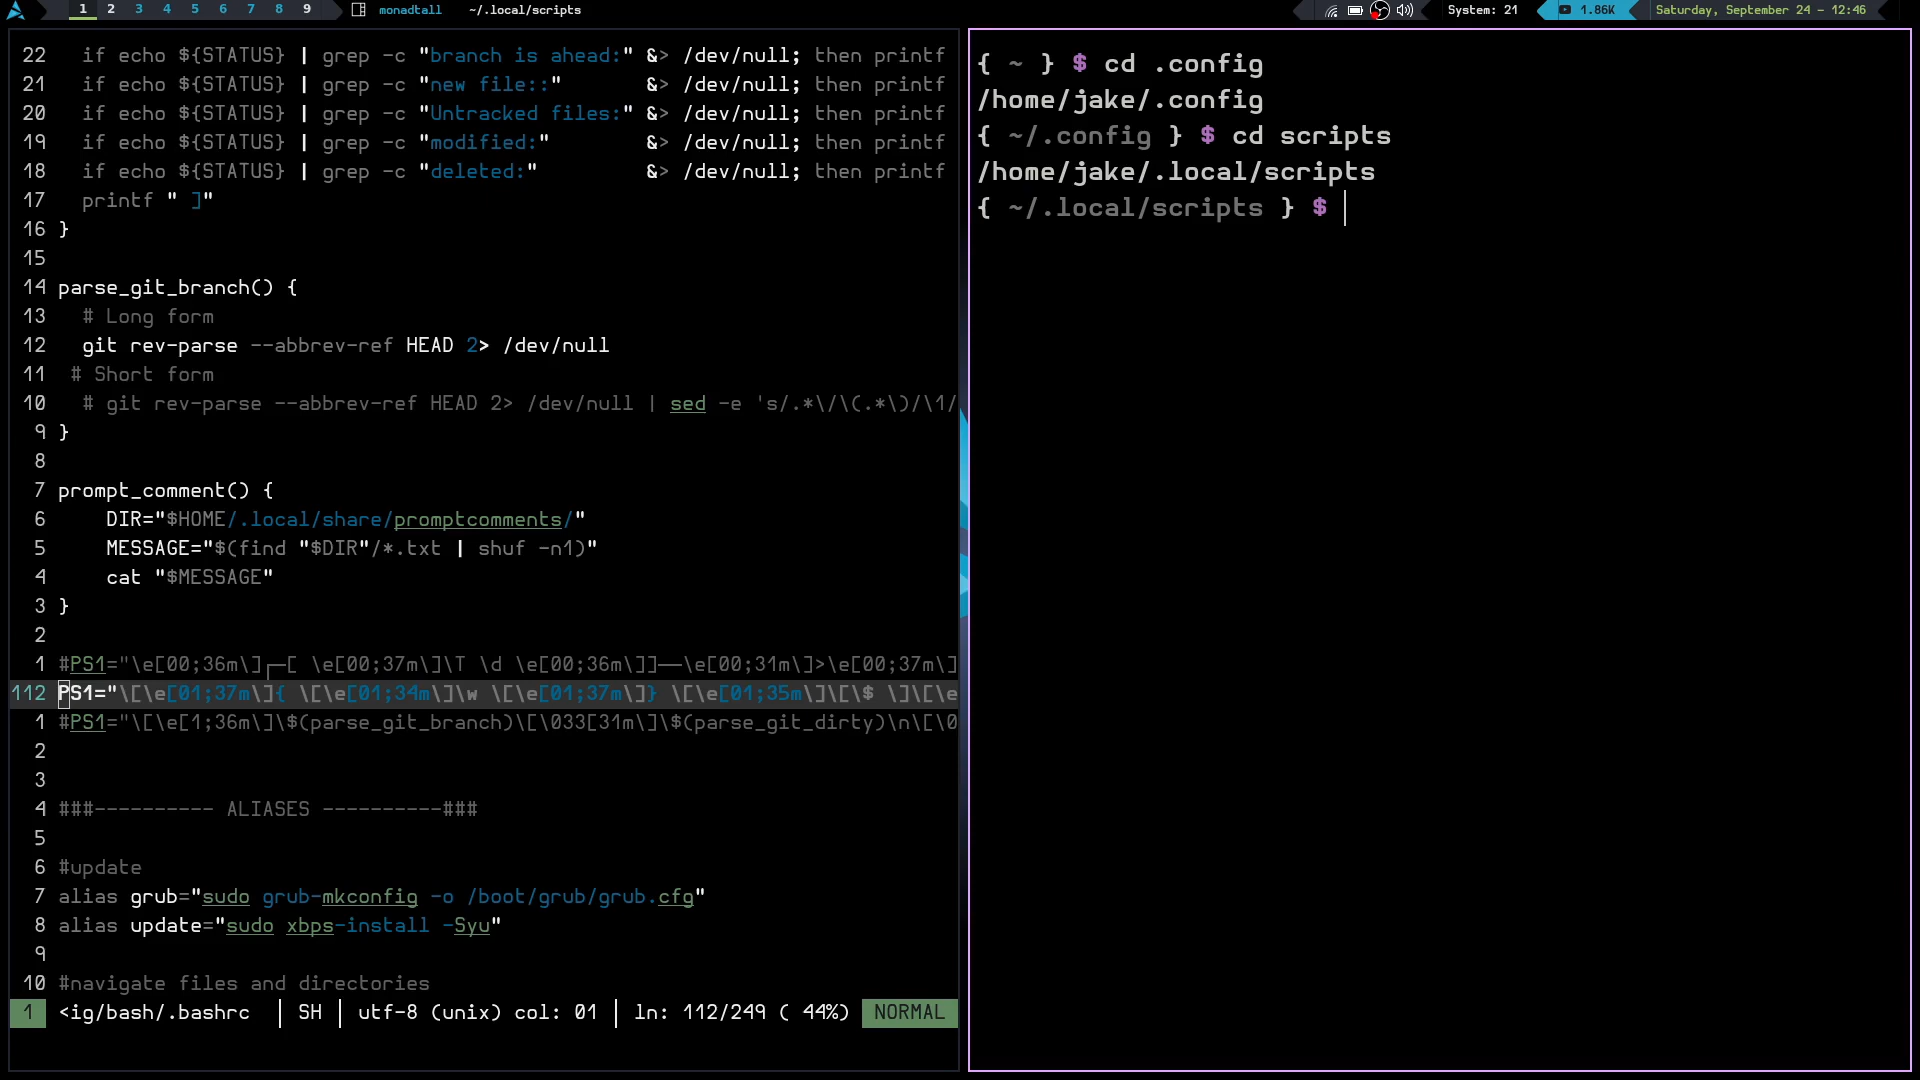 1 2 3 4 5 6 7 8 9 monadtall ~/.local/scripts System: 21 1.86K Saturday, September 24 - 12:46
22 if echo ${STATUS} | grep -c "branch is ahead:" &> /dev/null; then printf
21 if echo ${STATUS} | grep -c "new file::" &> /dev/null; then printf
20 if echo ${STATUS} | grep -c "Untracked files:" &> /dev/null; then printf
19 if echo ${STATUS} | grep -c "modified:" &> /dev/null; then printf
18 if echo ${STATUS} | grep -c "deleted:" &> /dev/null; then printf
17 printf " ]"
16 }
15
14 parse_git_branch() {
13 # Long form
12 git rev-parse --abbrev-ref HEAD 2> /dev/null
11 # Short form
10 # git rev-parse --abbrev-ref HEAD 2> /dev/null | sed -e 's/.*\/\(.*\)/\1/
9 }
8
7 prompt_comment() {
6 DIR="$HOME/.local/share/promptcomments/"
5 MESSAGE="$(find "$DIR"/*.txt | shuf -n1)"
4 cat "$MESSAGE"
3 }
2
1 #PS1="\e[00;36m\]┌─[ \e[00;37m\]\T \d \e[00;36m\]]──\e[00;31m\]>\e[00;37m\]
112 PS1="\[\e[01;37m\]{ \[\e[01;34m\]\w \[\e[01;37m\]} \[\e[01;35m\]\[\$ \]\[\e
1 #PS1="\[\e[1;36m\]\$(parse_git_branch)\[\033[31m\]\$(parse_git_dirty)\n\[\0
2
3
4 ###---------- ALIASES ----------###
5
6 #update
7 alias grub="sudo grub-mkconfig -o /boot/grub/grub.cfg"
8 alias update="sudo xbps-install -Syu"
9
10 #navigate files and directories
1 <ig/bash/.bashrc | SH | utf-8 (unix) col: 01 | ln: 112/249 ( 44%) NORMAL
{ ~ } $ cd .config
/home/jake/.config
{ ~/.config } $ cd scripts
/home/jake/.local/scripts
{ ~/.local/scripts } $